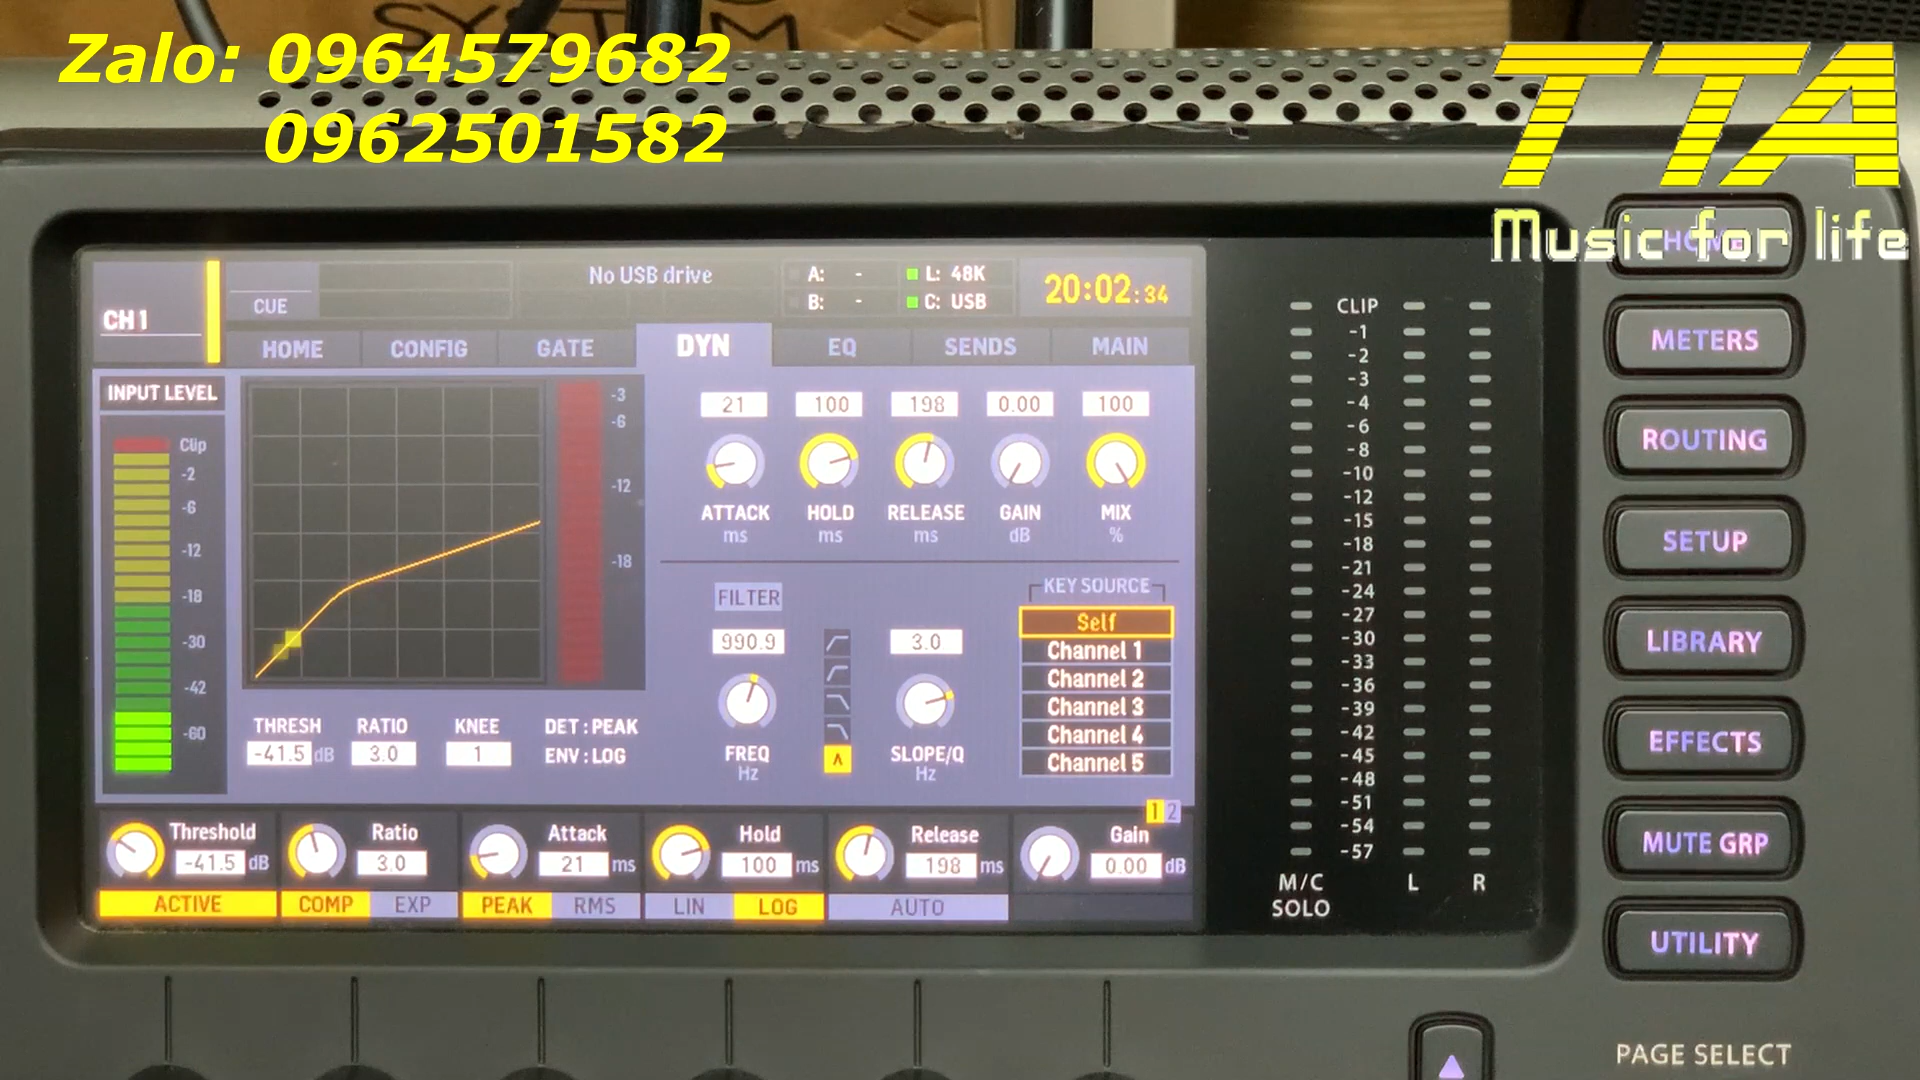 SYSTEM
Zalo: 0964579682
0962501582
TTA
Music for life
No USB drive
A: -
L: 48K
B: -
C: USB
20:02:34
CH 1
CUE
HOME
CONFIG
GATE
DYN
EQ
SENDS
MAIN
INPUT LEVEL
Clip
-2
-6
-12
-18
-30
-42
-60
-3
-6
-12
-18
21
100
198
0.00
100
ATTACK
HOLD
RELEASE
GAIN
MIX
ms
ms
ms
dB
%
FILTER
990.9
3.0
FREQ
Hz
SLOPE/Q
Hz
KEY SOURCE
Self
Channel 1
Channel 2
Channel 3
Channel 4
Channel 5
THRESH
RATIO
KNEE
DET : PEAK
-41.5 dB
3.0
1
ENV : LOG
1 2
Threshold
-41.5 dB
Ratio
3.0
Attack
21 ms
Hold
100 ms
Release
198 ms
Gain
0.00 dB
ACTIVE
COMP
EXP
PEAK
RMS
LIN
LOG
AUTO
CLIP
-1
-2
-3
-4
-6
-8
-10
-12
-15
-18
-21
-24
-27
-30
-33
-36
-39
-42
-45
-48
-51
-54
-57
M/C
SOLO
L
R
HOME
METERS
ROUTING
SETUP
LIBRARY
EFFECTS
MUTE GRP
UTILITY
PAGE SELECT